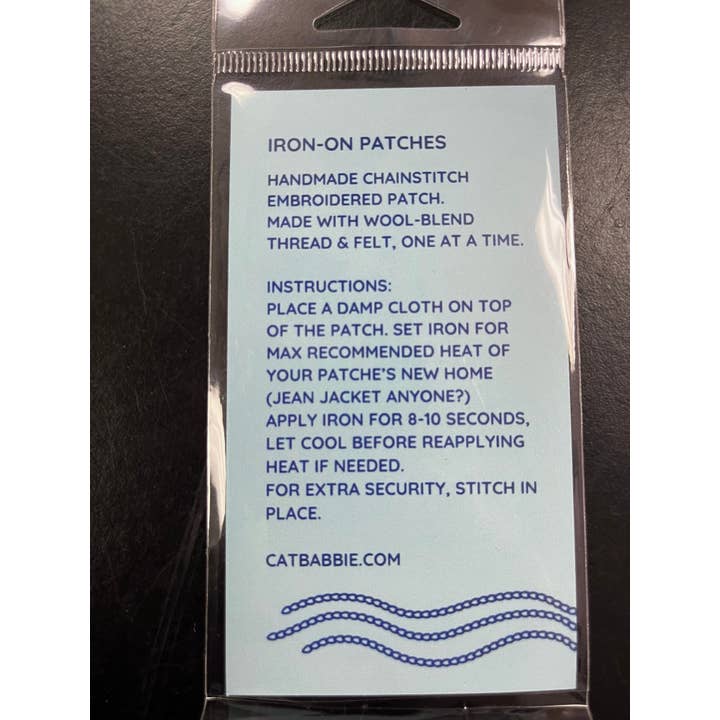 IRON-ON PATCHES
HANDMADE CHAINSTITCH
EMBROIDERED PATCH.
MADE WITH WOOL-BLEND
THREAD & FELT, ONE AT A TIME.
INSTRUCTIONS:
PLACE A DAMP CLOTH ON TOP
OF THE PATCH. SET IRON FOR
MAX RECOMMENDED HEAT OF
YOUR PATCHE'S NEW HOME
(JEAN JACKET ANYONE?)
APPLY IRON FOR 8-10 SECONDS,
LET COOL BEFORE REAPPLYING
HEAT IF NEEDED.
FOR EXTRA SECURITY, STITCH IN
PLACE.
CATBABBIE.COM